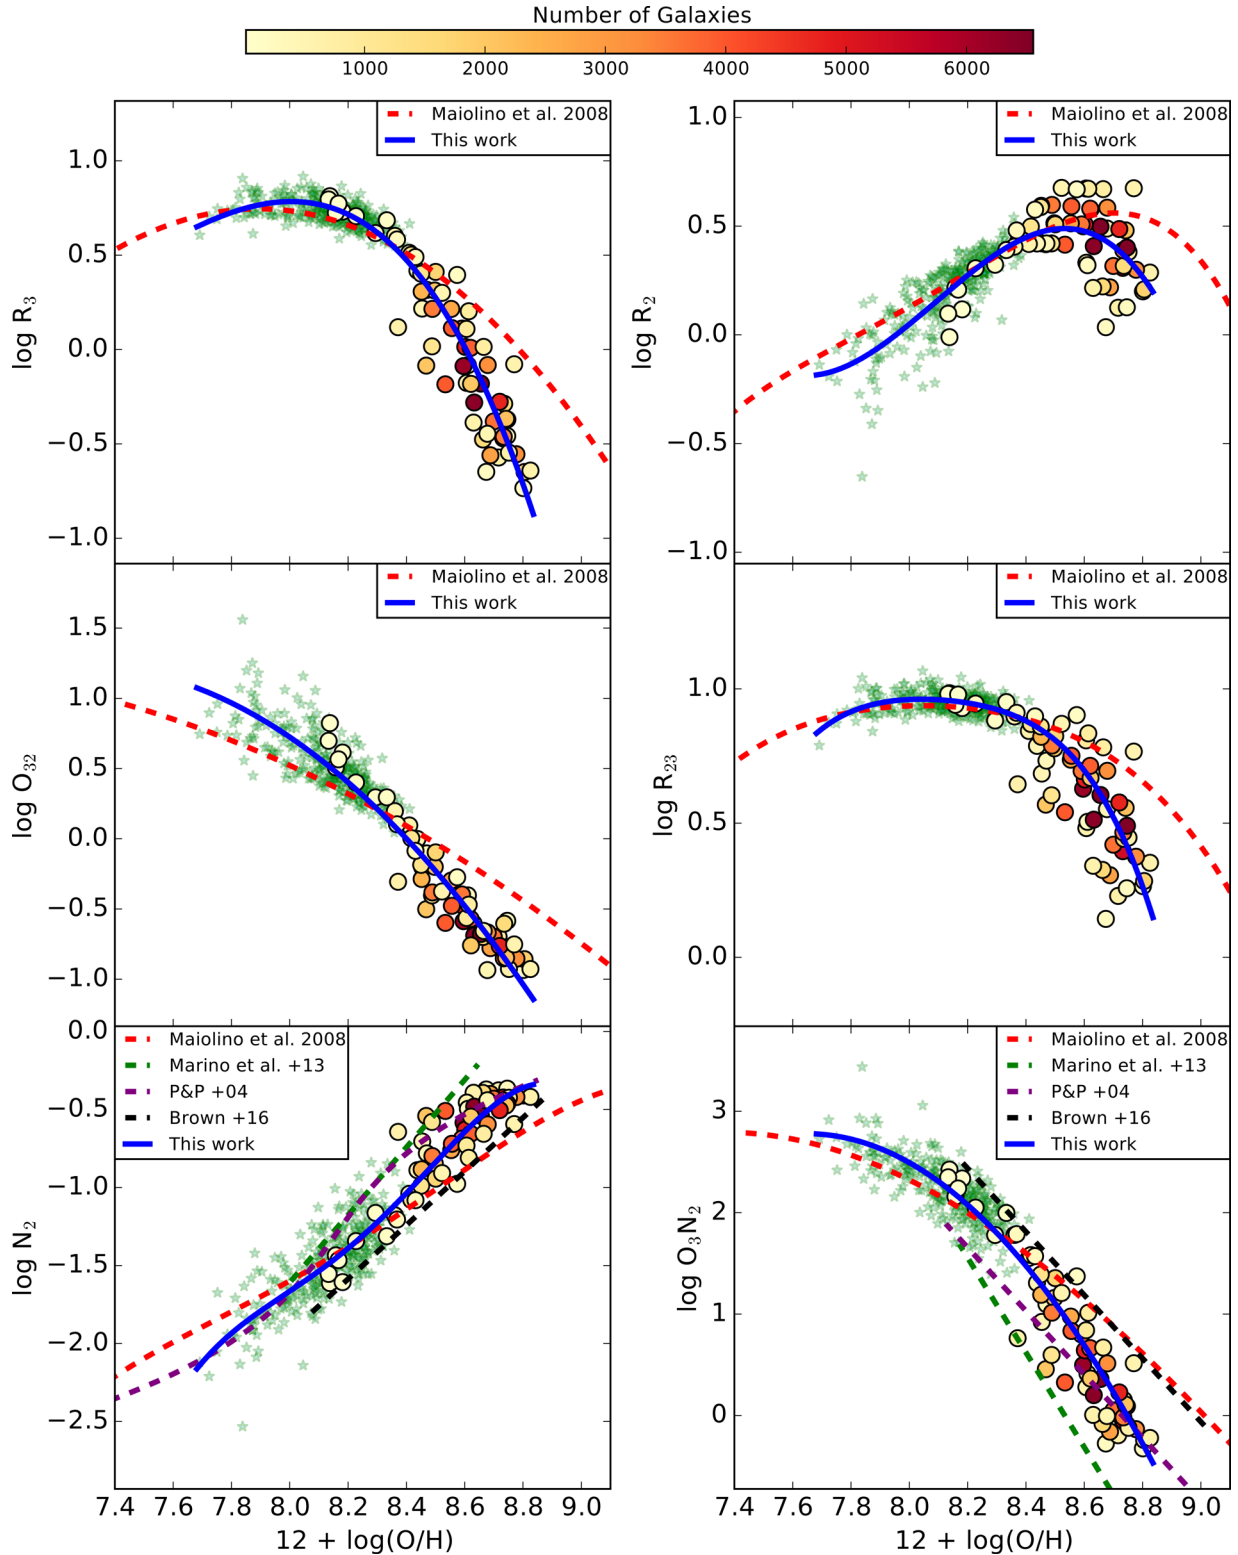 Number of Galaxies
1000 2000 3000 4000 5000 6000
Maiolino et al. 2008
This work
1.0
0.5
0.0
−0.5
−1.0
log R3
Maiolino et al. 2008
This work
1.0
0.5
0.0
−0.5
−1.0
log R2
Maiolino et al. 2008
This work
1.5
1.0
0.5
0.0
−0.5
−1.0
log O32
Maiolino et al. 2008
This work
1.0
0.5
0.0
log R23
Maiolino et al. 2008
Marino et al. +13
P&P +04
Brown +16
This work
0.0
−0.5
−1.0
−1.5
−2.0
−2.5
log N2
7.4 7.6 7.8 8.0 8.2 8.4 8.6 8.8 9.0
12 + log(O/H)
Maiolino et al. 2008
Marino et al. +13
P&P +04
Brown +16
This work
3
2
1
0
log O3N2
7.4 7.6 7.8 8.0 8.2 8.4 8.6 8.8 9.0
12 + log(O/H)